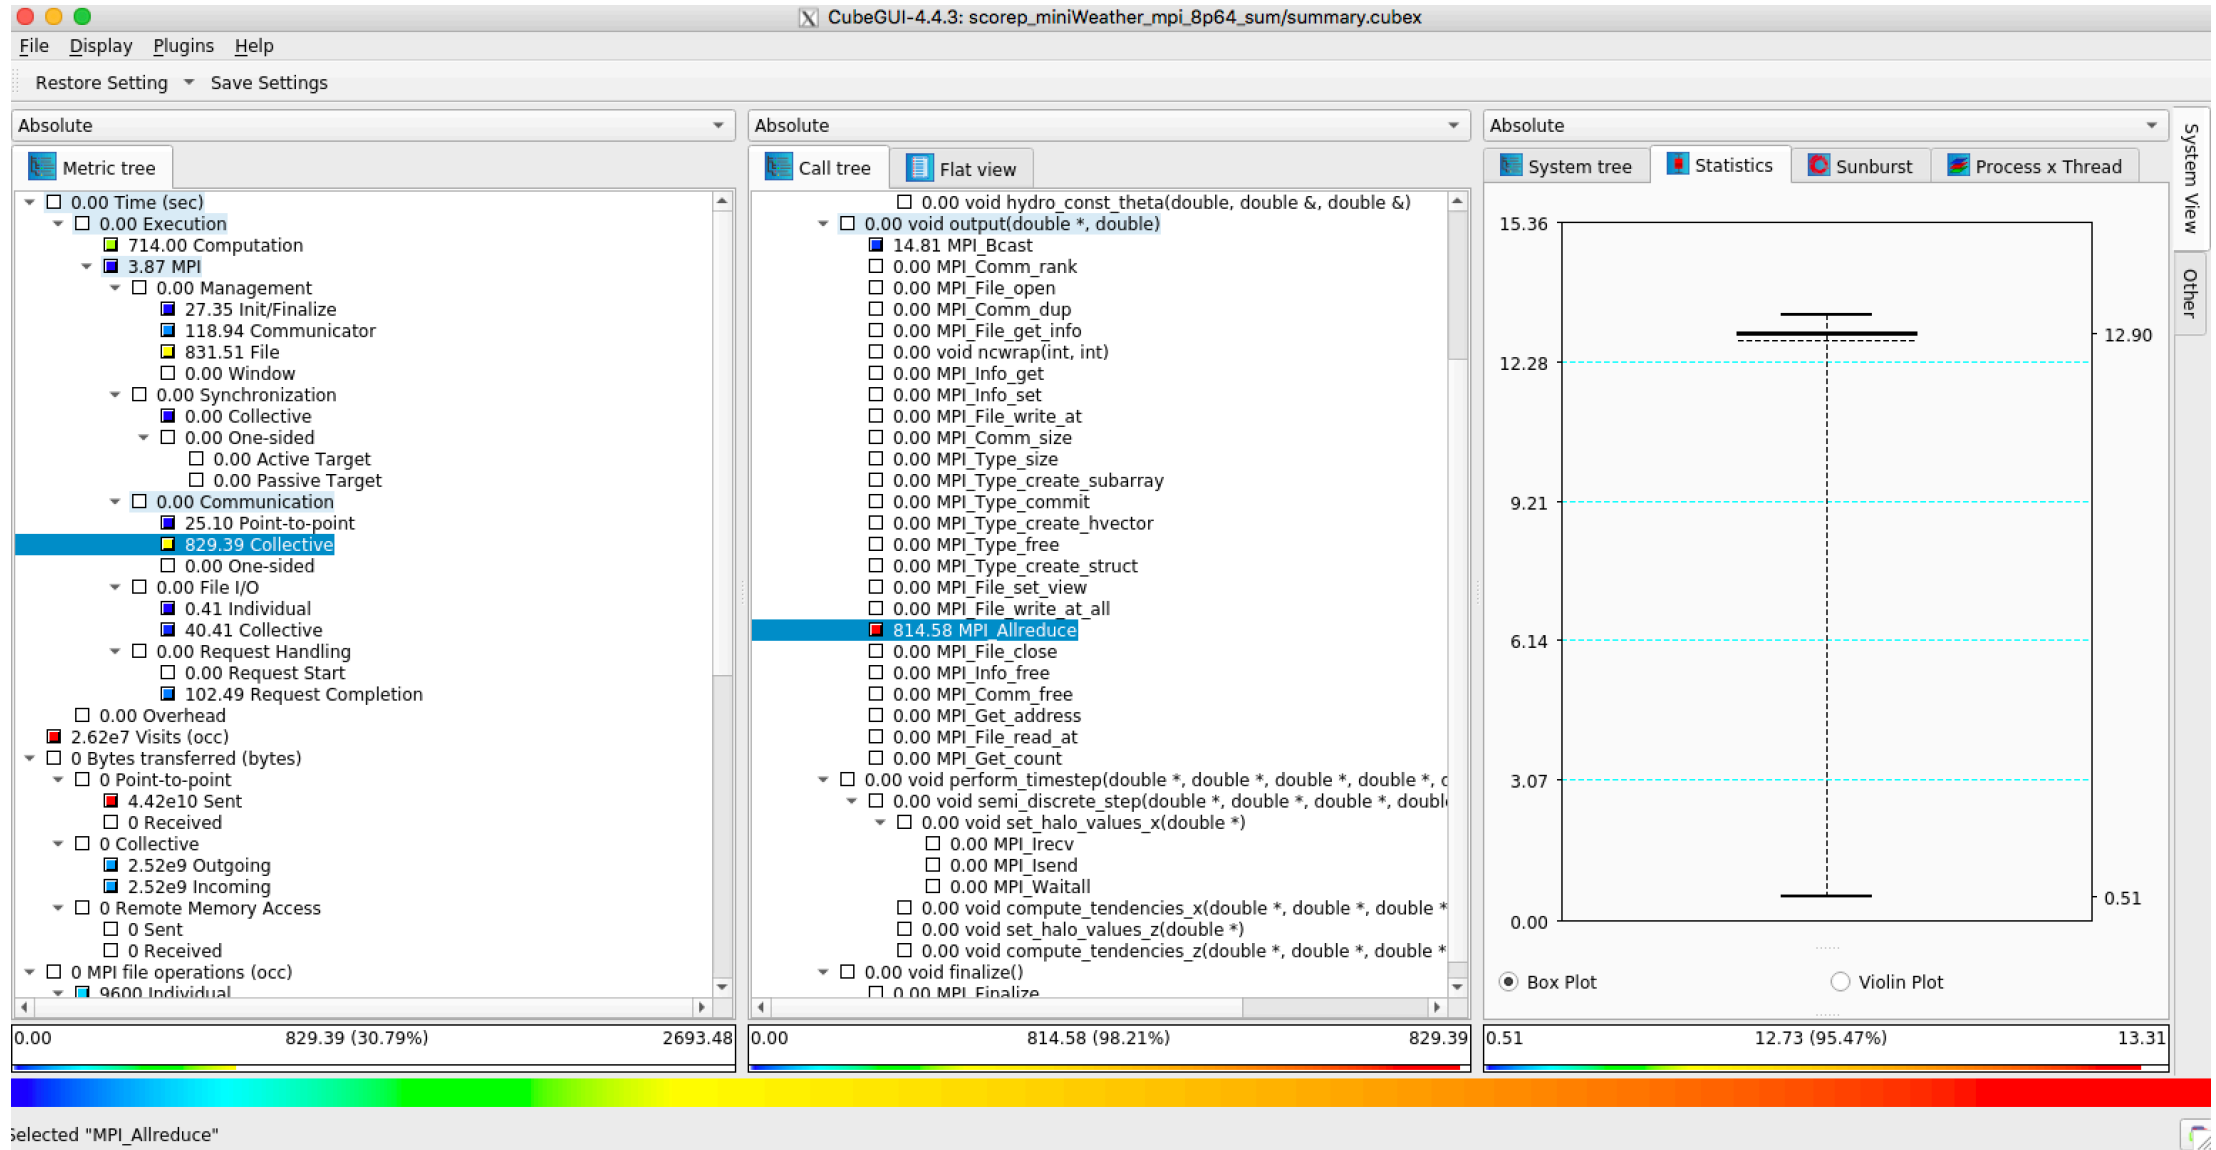 CubeGUI-4.4.3: scorep_miniWeather_mpi_8p64_sum/summary.cubex
File Display Plugins Help
Restore Setting Save Settings
Absolute
Metric tree
0.00 Time (sec)
0.00 Execution
714.00 Computation
3.87 MPI
0.00 Management
27.35 Init/Finalize
118.94 Communicator
831.51 File
0.00 Window
0.00 Synchronization
0.00 Collective
0.00 One-sided
0.00 Active Target
0.00 Passive Target
0.00 Communication
25.10 Point-to-point
829.39 Collective
0.00 One-sided
0.00 File I/O
0.41 Individual
40.41 Collective
0.00 Request Handling
0.00 Request Start
102.49 Request Completion
0.00 Overhead
2.62e7 Visits (occ)
0 Bytes transferred (bytes)
0 Point-to-point
4.42e10 Sent
0 Received
0 Collective
2.52e9 Outgoing
2.52e9 Incoming
0 Remote Memory Access
0 Sent
0 Received
0 MPI file operations (occ)
9600 Individual
0.00 829.39 (30.79%) 2693.48
Absolute
Call tree Flat view
0.00 void hydro_const_theta(double, double &, double &)
0.00 void output(double *, double)
14.81 MPI_Bcast
0.00 MPI_Comm_rank
0.00 MPI_File_open
0.00 MPI_Comm_dup
0.00 MPI_File_get_info
0.00 void ncwrap(int, int)
0.00 MPI_Info_get
0.00 MPI_Info_set
0.00 MPI_File_write_at
0.00 MPI_Comm_size
0.00 MPI_Type_size
0.00 MPI_Type_create_subarray
0.00 MPI_Type_commit
0.00 MPI_Type_create_hvector
0.00 MPI_Type_free
0.00 MPI_Type_create_struct
0.00 MPI_File_set_view
0.00 MPI_File_write_at_all
814.58 MPI_Allreduce
0.00 MPI_File_close
0.00 MPI_Info_free
0.00 MPI_Comm_free
0.00 MPI_Get_address
0.00 MPI_File_read_at
0.00 MPI_Get_count
0.00 void perform_timestep(double *, double *, double *, double *, d
0.00 void semi_discrete_step(double *, double *, double *, doubl
0.00 void set_halo_values_x(double *)
0.00 MPI_Irecv
0.00 MPI_Isend
0.00 MPI_Waitall
0.00 void compute_tendencies_x(double *, double *, double *
0.00 void set_halo_values_z(double *)
0.00 void compute_tendencies_z(double *, double *, double *
0.00 void finalize()
0.00 MPI_Finalize
0.00 814.58 (98.21%) 829.39
Absolute
System tree Statistics Sunburst Process x Thread
15.36
12.90
12.28
9.21
6.14
3.07
0.51
0.00
Box Plot Violin Plot
0.51 12.73 (95.47%) 13.31
System View
Other
Selected "MPI_Allreduce"